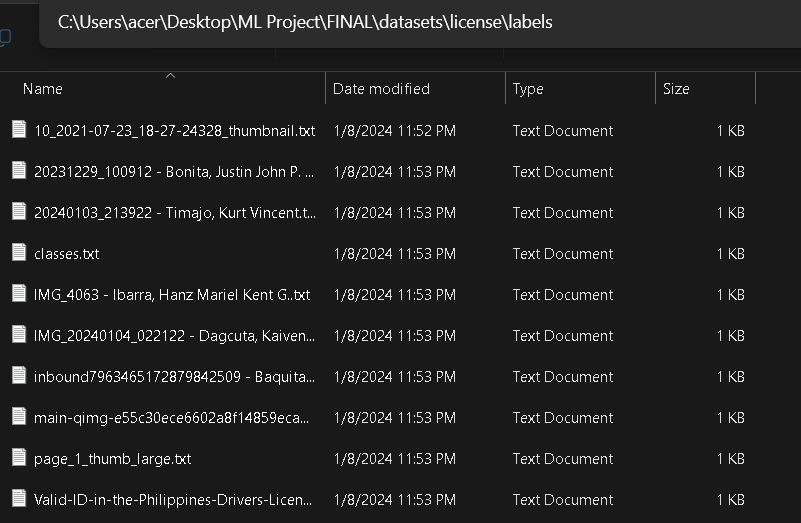 C:\Users\acer\Desktop\ML Project\FINAL\datasets\license\labels
Name Date modified Type Size
10_2021-07-23_18-27-24328_thumbnail.txt 1/8/2024 11:52 PM Text Document 1 KB
20231229_100912 - Bonita, Justin John P. ... 1/8/2024 11:53 PM Text Document 1 KB
20240103_213922 - Timajo, Kurt Vincent.t... 1/8/2024 11:53 PM Text Document 1 KB
classes.txt 1/8/2024 11:53 PM Text Document 1 KB
IMG_4063 - Ibarra, Hanz Mariel Kent G..txt 1/8/2024 11:53 PM Text Document 1 KB
IMG_20240104_022122 - Dagcuta, Kaiven... 1/8/2024 11:53 PM Text Document 1 KB
inbound7963465172879842509 - Baquita... 1/8/2024 11:53 PM Text Document 1 KB
main-qimg-e55c30ece6602a8f14859eca... 1/8/2024 11:53 PM Text Document 1 KB
page_1_thumb_large.txt 1/8/2024 11:53 PM Text Document 1 KB
Valid-ID-in-the-Philippines-Drivers-Licen... 1/8/2024 11:53 PM Text Document 1 KB